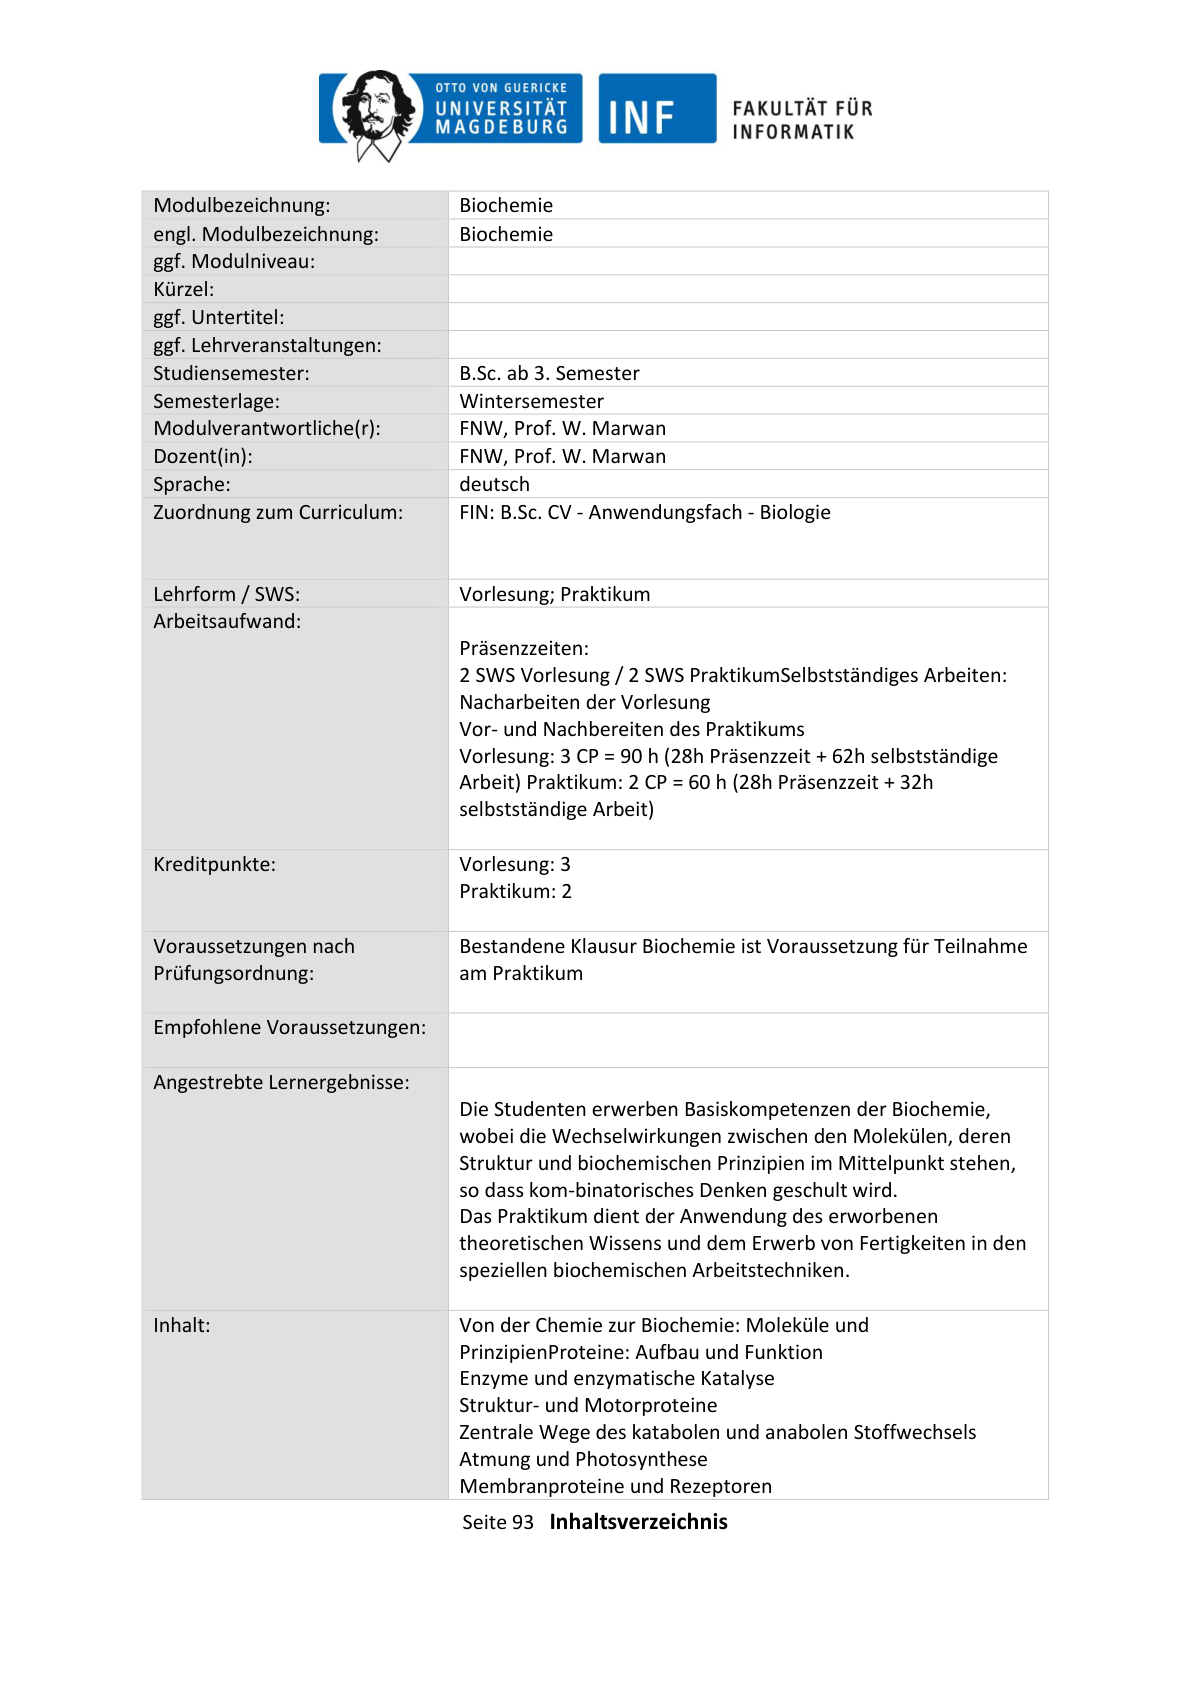 OTTO VON GUERICKE
UNIVERSITÄT
MAGDEBURG
INF
FAKULTÄT FÜR
INFORMATIK
Modulbezeichnung: Biochemie
engl. Modulbezeichnung: Biochemie
ggf. Modulniveau:
Kürzel:
ggf. Untertitel:
ggf. Lehrveranstaltungen:
Studiensemester: B.Sc. ab 3. Semester
Semesterlage: Wintersemester
Modulverantwortliche(r): FNW, Prof. W. Marwan
Dozent(in): FNW, Prof. W. Marwan
Sprache: deutsch
Zuordnung zum Curriculum: FIN: B.Sc. CV - Anwendungsfach - Biologie
Lehrform / SWS: Vorlesung; Praktikum
Arbeitsaufwand:
Präsenzzeiten:
2 SWS Vorlesung / 2 SWS PraktikumSelbstständiges Arbeiten:
Nacharbeiten der Vorlesung
Vor- und Nachbereiten des Praktikums
Vorlesung: 3 CP = 90 h (28h Präsenzzeit + 62h selbstständige
Arbeit) Praktikum: 2 CP = 60 h (28h Präsenzzeit + 32h
selbstständige Arbeit)
Kreditpunkte: Vorlesung: 3
Praktikum: 2
Voraussetzungen nach Bestandene Klausur Biochemie ist Voraussetzung für Teilnahme
Prüfungsordnung: am Praktikum
Empfohlene Voraussetzungen:
Angestrebte Lernergebnisse:
Die Studenten erwerben Basiskompetenzen der Biochemie,
wobei die Wechselwirkungen zwischen den Molekülen, deren
Struktur und biochemischen Prinzipien im Mittelpunkt stehen,
so dass kom-binatorisches Denken geschult wird.
Das Praktikum dient der Anwendung des erworbenen
theoretischen Wissens und dem Erwerb von Fertigkeiten in den
speziellen biochemischen Arbeitstechniken.
Inhalt: Von der Chemie zur Biochemie: Moleküle und
PrinzipienProteine: Aufbau und Funktion
Enzyme und enzymatische Katalyse
Struktur- und Motorproteine
Zentrale Wege des katabolen und anabolen Stoffwechsels
Atmung und Photosynthese
Membranproteine und Rezeptoren
Seite 93 Inhaltsverzeichnis